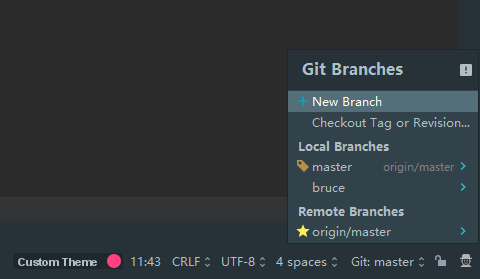 Git Branches
New Branch
Checkout Tag or Revision...
Local Branches
master origin/master
bruce
Remote Branches
origin/master
Custom Theme 11:43 CRLF UTF-8 4 spaces Git: master